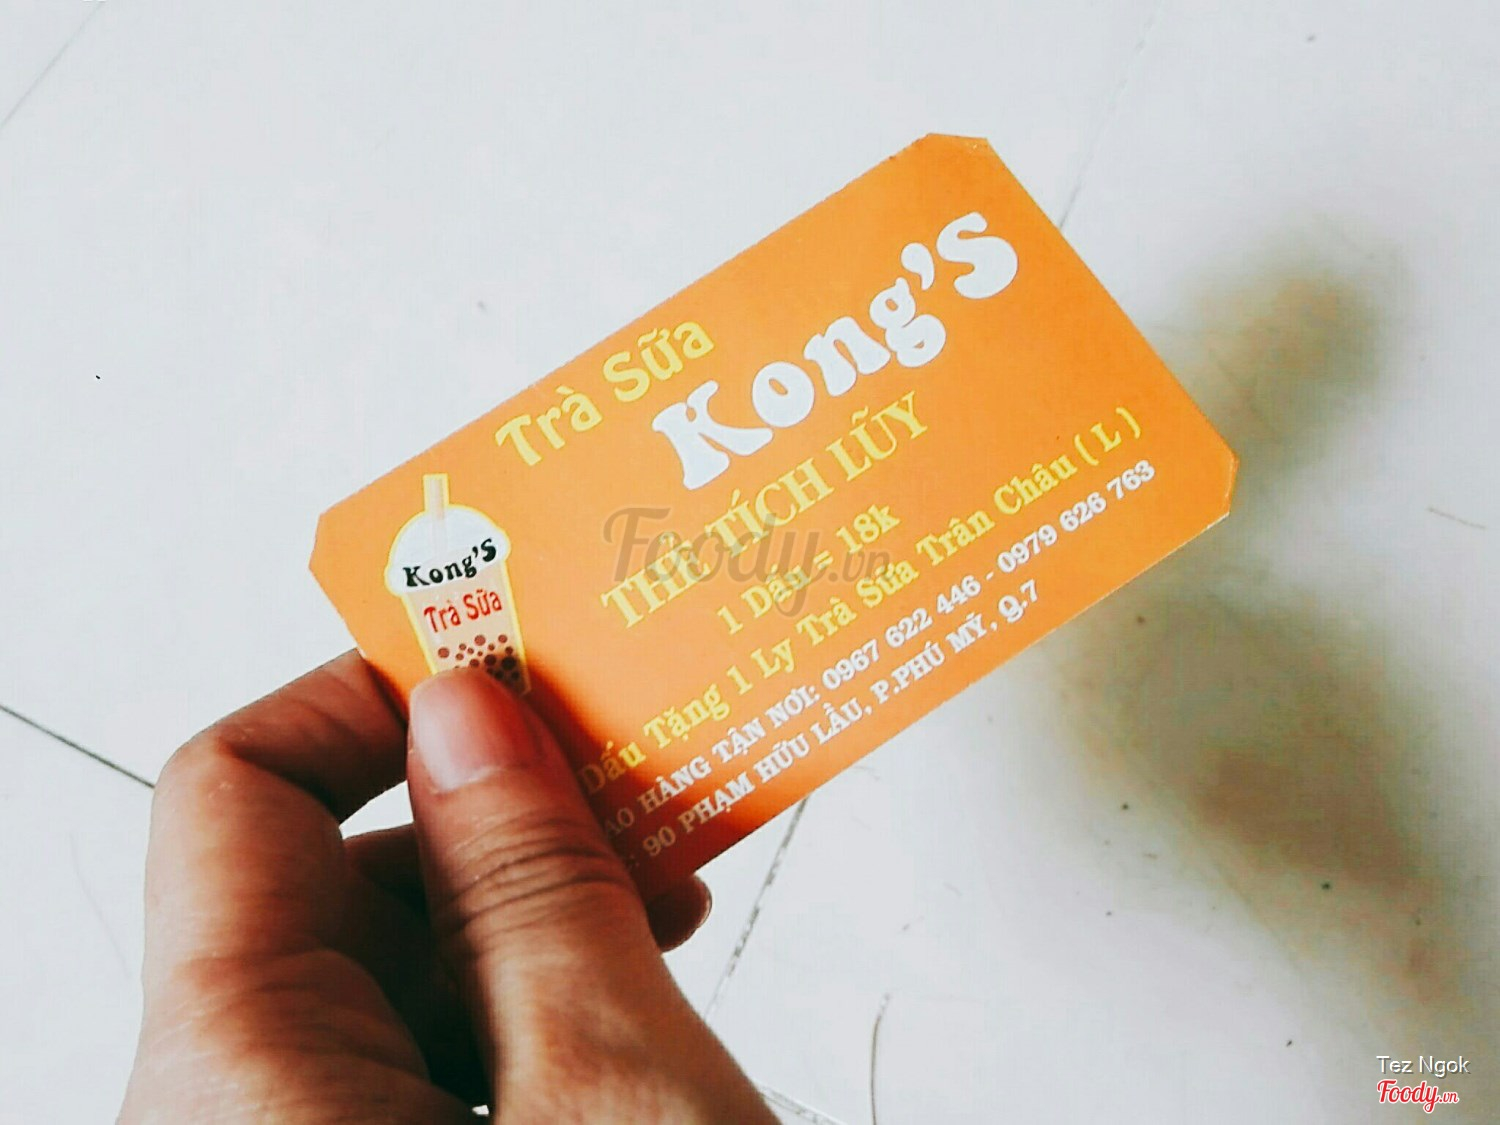 Trà Sữa
Kong'S
THẺ TÍCH LŨY
1 Dấu = 18k
Dấu Tặng 1 Ly Trà Sữa Trân Châu ( L )
HÀNG TẬN NƠI: 0967 622 446 - 0979 626 763
90 PHẠM HỮU LẦU, P.PHÚ MỸ, Q.7
Kong'S
Trà Sữa
Foody.vn
Tez Ngok
Foody.vn